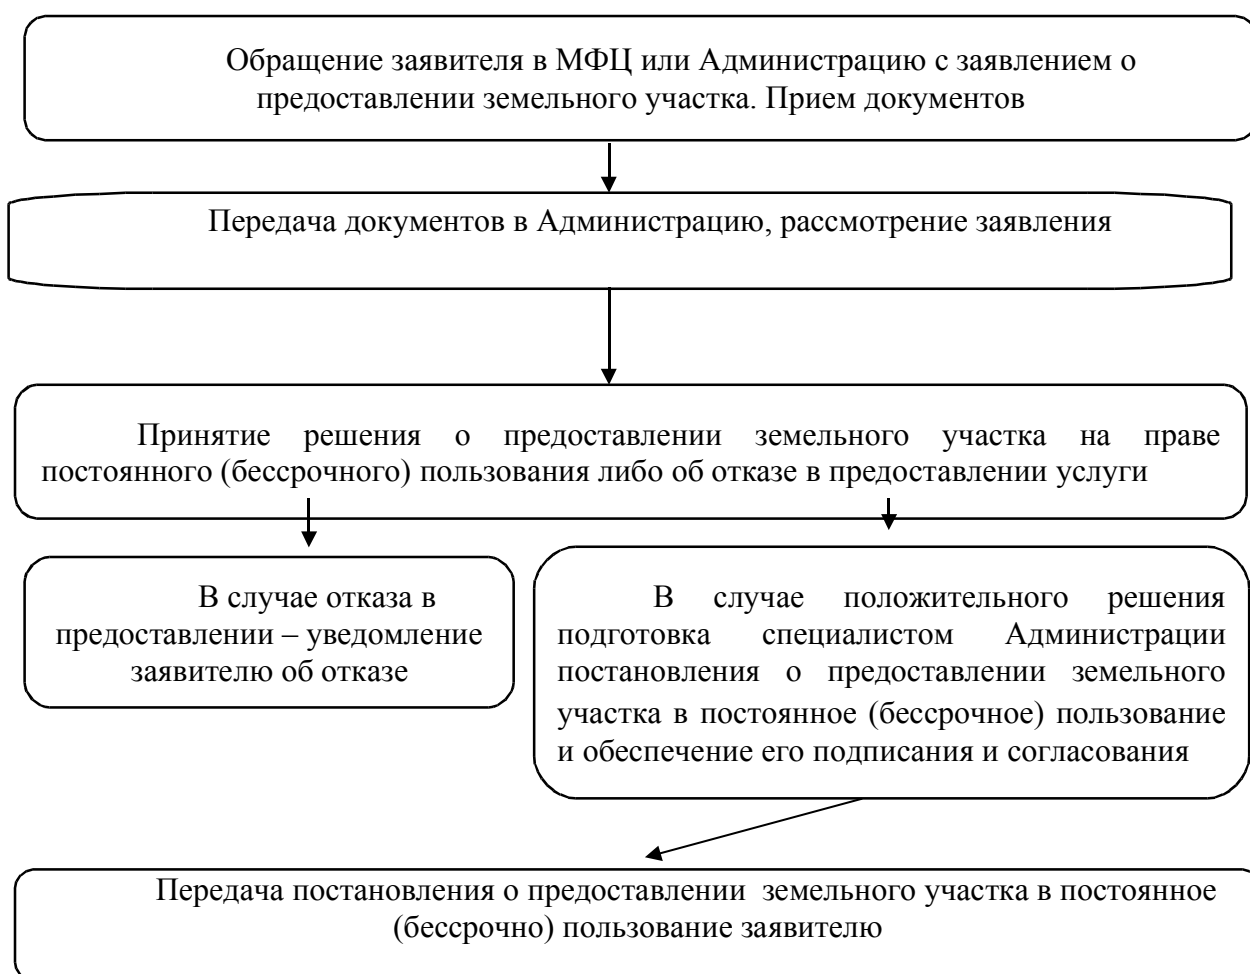 Обращение заявителя в МФЦ или Администрацию с заявлением о
предоставлении земельного участка. Прием документов
Передача документов в Администрацию, рассмотрение заявления
Принятие решения о предоставлении земельного участка на праве
постоянного (бессрочного) пользования либо об отказе в предоставлении услуги
В случае отказа в
предоставлении – уведомление
заявителю об отказе
В случае положительного решения
подготовка специалистом Администрации
постановления о предоставлении земельного
участка в постоянное (бессрочное) пользование
и обеспечение его подписания и согласования
Передача постановления о предоставлении земельного участка в постоянное
(бессрочно) пользование заявителю